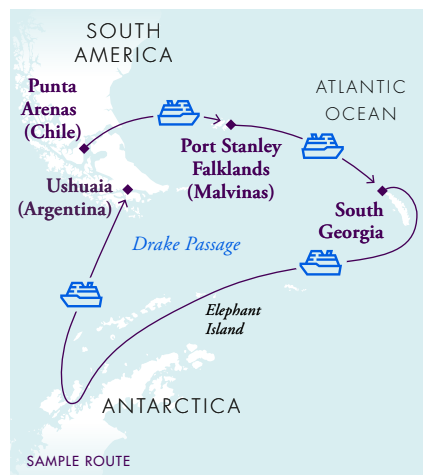 SOUTH
AMERICA
Punta
Arenas
(Chile)
ATLANTIC
OCEAN
Port Stanley
Falklands
(Malvinas)
Ushuaia
(Argentina)
South
Georgia
Drake Passage
Elephant
Island
ANTARCTICA
SAMPLE ROUTE